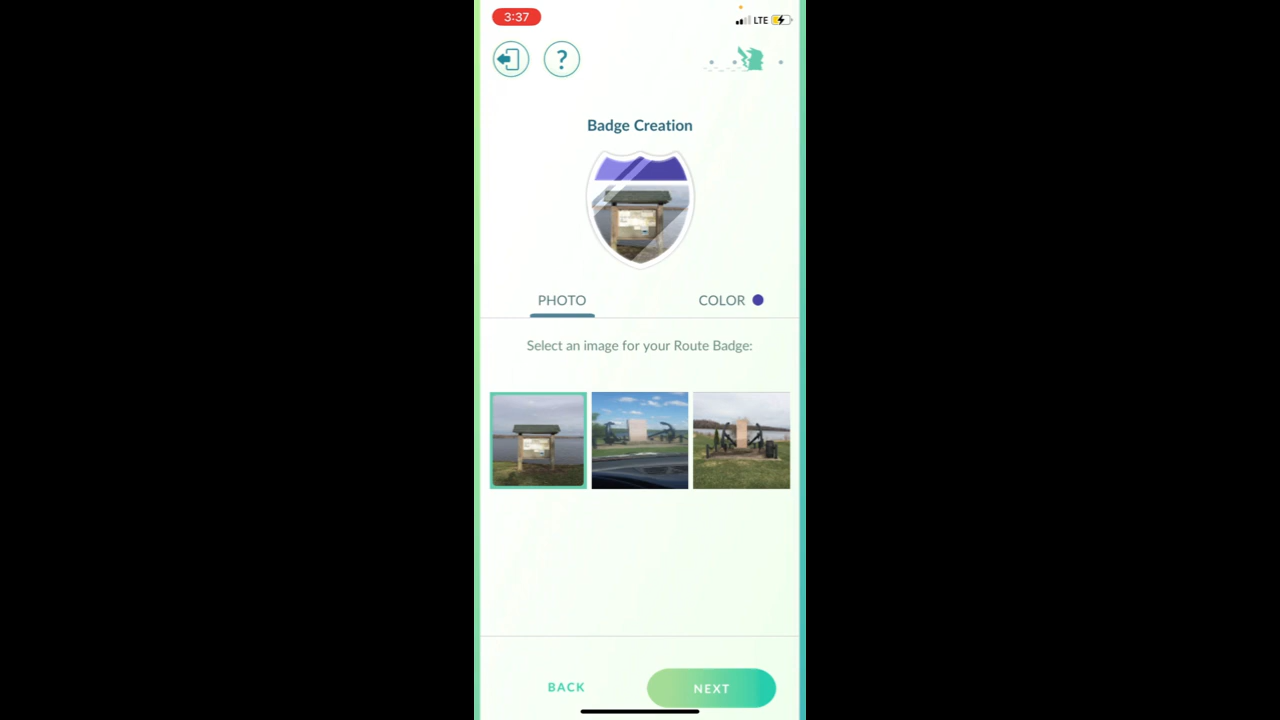 3:37
LTE
?
Badge Creation
PHOTO
COLOR
Select an image for your Route Badge:
BACK
NEXT